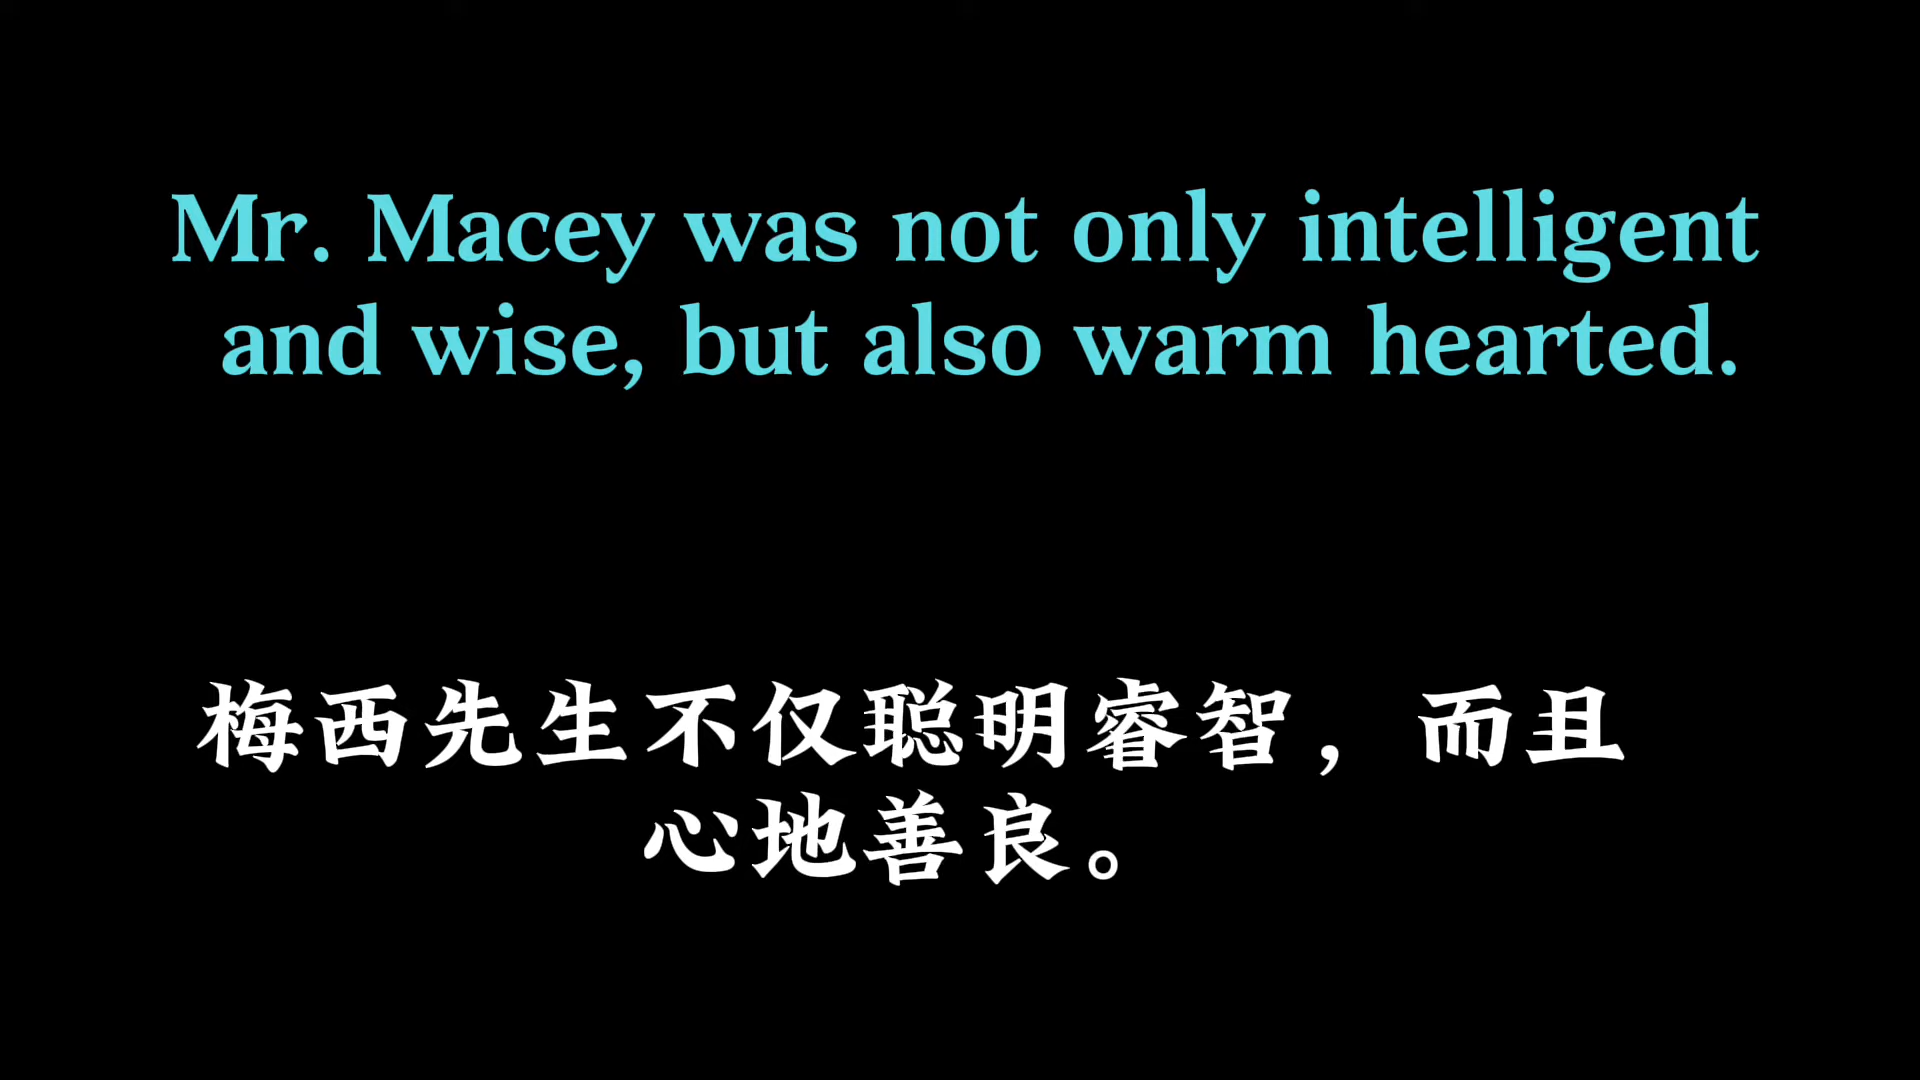 Mr. Macey was not only intelligent
and wise, but also warm hearted.
梅西先生不仅聪明睿智，而且
心地善良。